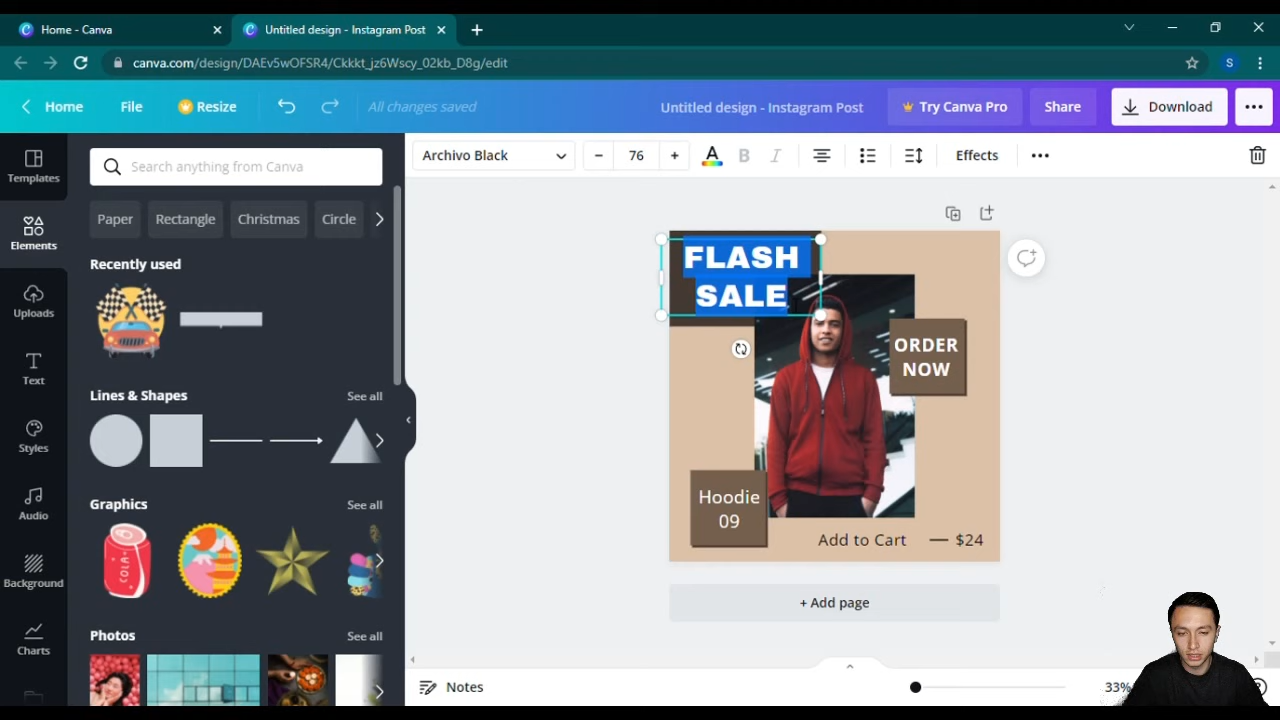 Home - Canva
Untitled design - Instagram Post
canva.com/design/DAEv5wOFSR4/Ckkkt_jz6Wscy_02kb_D8g/edit
S
Home
File
Resize
All changes saved
Untitled design - Instagram Post
Try Canva Pro
Share
Download
Templates
Elements
Uploads
Text
Styles
Audio
Background
Charts
Search anything from Canva
Paper
Rectangle
Christmas
Circle
Recently used
Lines & Shapes
See all
Graphics
See all
COLA
Photos
See all
Archivo Black
76
B
I
Effects
FLASH
SALE
ORDER
NOW
Hoodie
09
Add to Cart
$24
+ Add page
Notes
33%